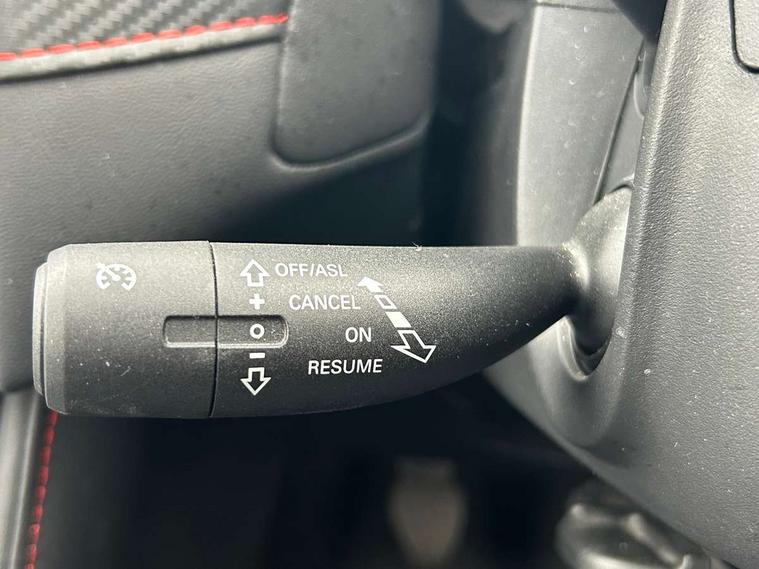 OFF/ASL
+ CANCEL
O ON
− RESUME